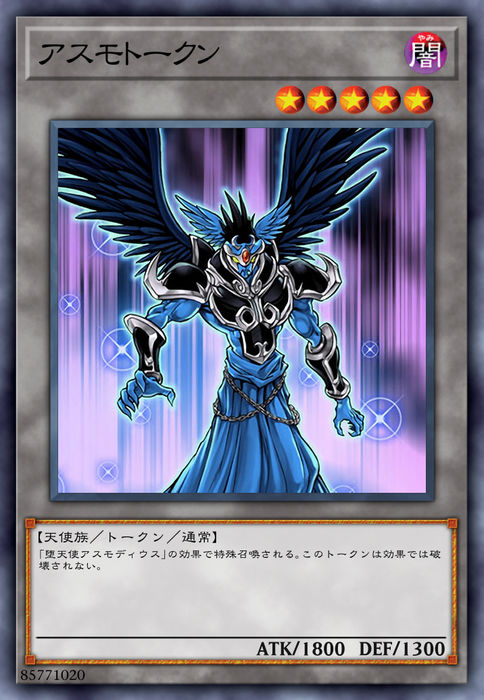 アスモトークン
やみ
闇
【天使族／トークン／通常】
「堕天使アスモディウス」の効果で特殊召喚される。このトークンは効果では破
壊されない。
ATK/1800 DEF/1300
85771020